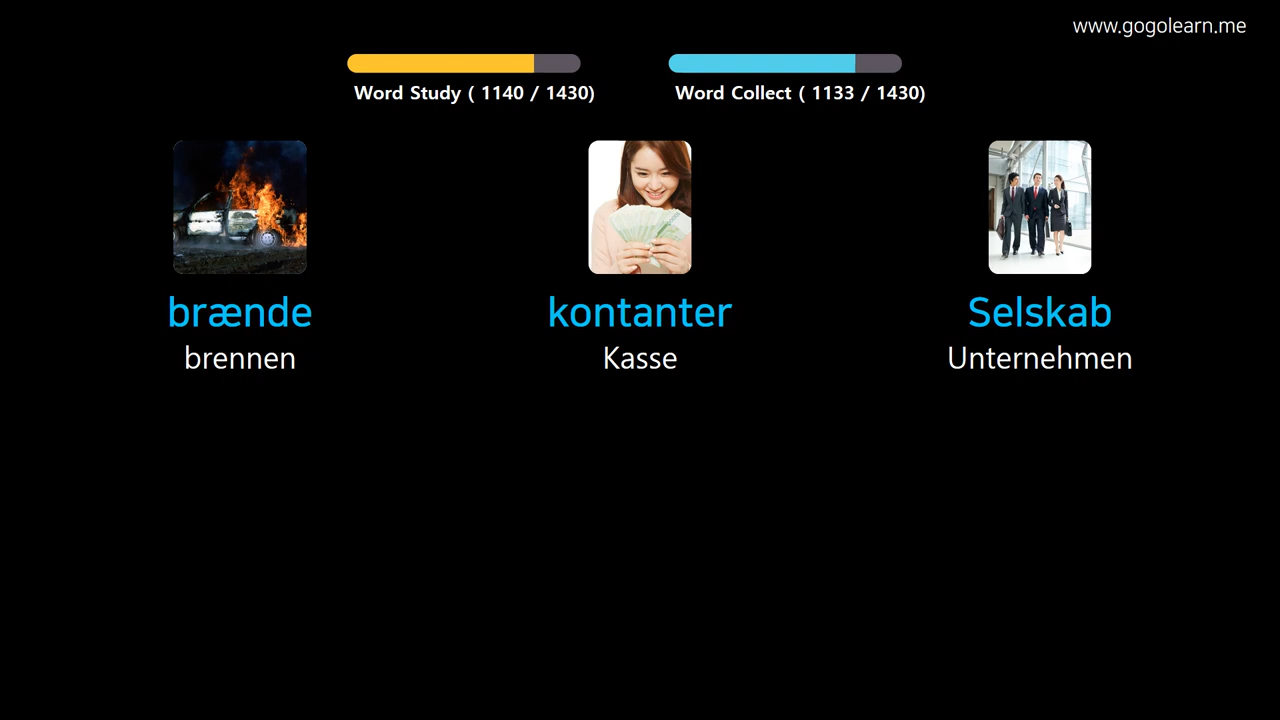 www.gogolearn.me
Word Study ( 1140 / 1430)
Word Collect ( 1133 / 1430)
brænde
kontanter
Selskab
brennen
Kasse
Unternehmen